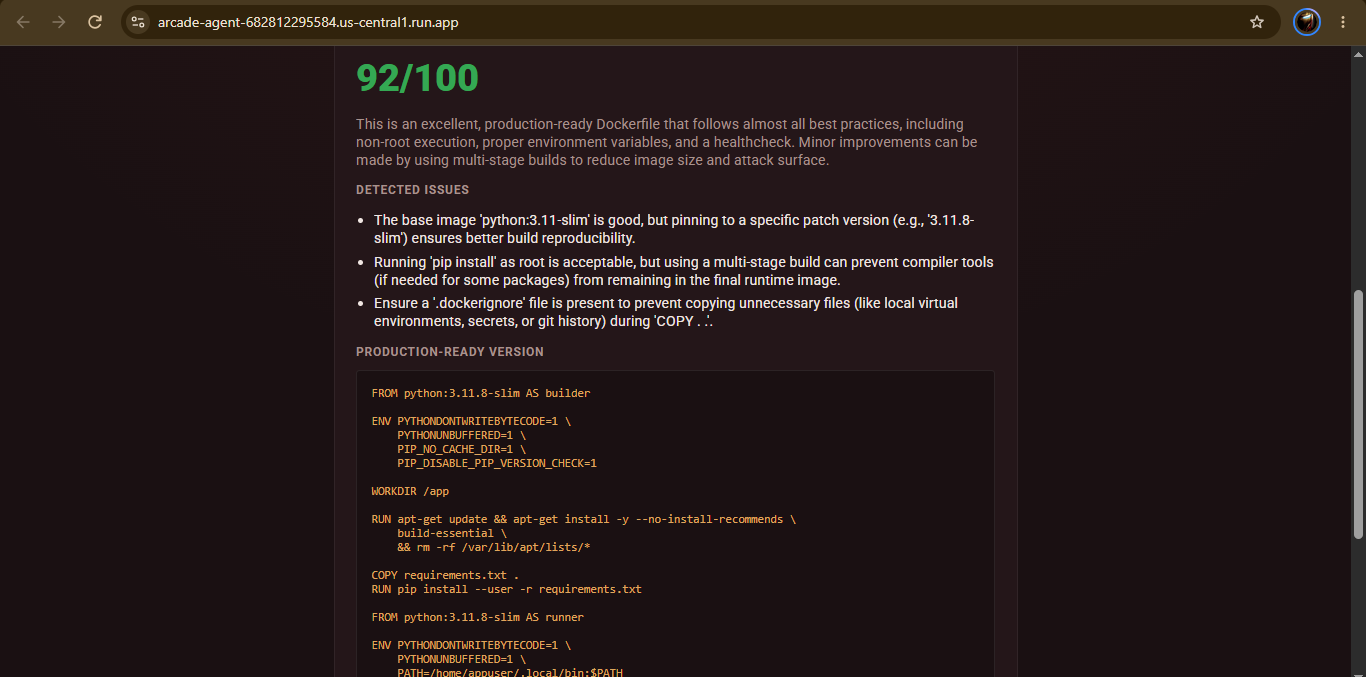 arcade-agent-682812295584.us-central1.run.app
92/100
This is an excellent, production-ready Dockerfile that follows almost all best practices, including
non-root execution, proper environment variables, and a healthcheck. Minor improvements can be
made by using multi-stage builds to reduce image size and attack surface.
DETECTED ISSUES
• The base image 'python:3.11-slim' is good, but pinning to a specific patch version (e.g., '3.11.8-
slim') ensures better build reproducibility.
• Running 'pip install' as root is acceptable, but using a multi-stage build can prevent compiler tools
(if needed for some packages) from remaining in the final runtime image.
• Ensure a '.dockerignore' file is present to prevent copying unnecessary files (like local virtual
environments, secrets, or git history) during 'COPY . .'.
PRODUCTION-READY VERSION
FROM python:3.11.8-slim AS builder
ENV PYTHONDONTWRITEBYTECODE=1 \
PYTHONUNBUFFERED=1 \
PIP_NO_CACHE_DIR=1 \
PIP_DISABLE_PIP_VERSION_CHECK=1
WORKDIR /app
RUN apt-get update && apt-get install -y --no-install-recommends \
build-essential \
&& rm -rf /var/lib/apt/lists/*
COPY requirements.txt .
RUN pip install --user -r requirements.txt
FROM python:3.11.8-slim AS runner
ENV PYTHONDONTWRITEBYTECODE=1 \
PYTHONUNBUFFERED=1 \
PATH=/home/appuser/.local/bin:$PATH